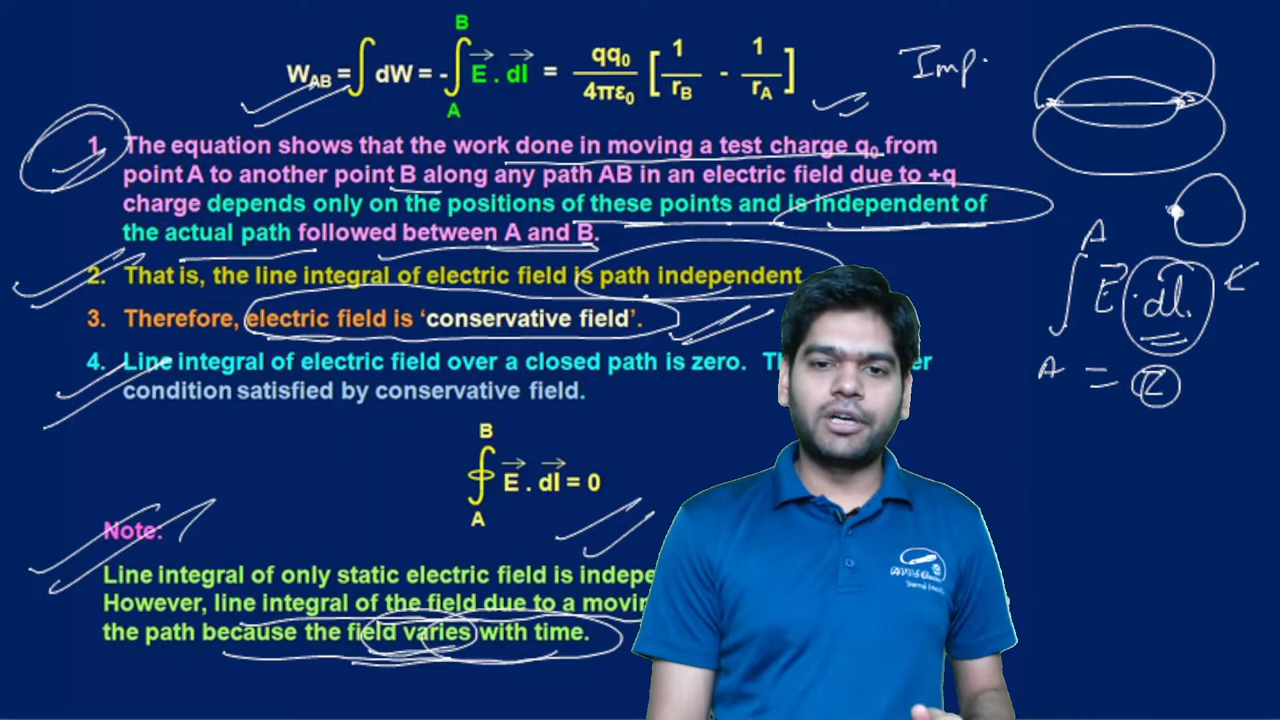 W_AB = ∫ dW = - ∫_A^B E⃗ . dl⃗ = qq₀/4πε₀ [ 1/r_B - 1/r_A ]
Imp.
1. The equation shows that the work done in moving a test charge q₀ from
point A to another point B along any path AB in an electric field due to +q
charge depends only on the positions of these points and is independent of
the actual path followed between A and B.
2. That is, the line integral of electric field is path independent
3. Therefore, electric field is ‘conservative field’.
4. Line integral of electric field over a closed path is zero.
condition satisfied by conservative field.
∮_A^B E⃗ . dl⃗ = 0
Note:
Line integral of only static electric field is
However, line integral of the field due to a
the path because the field varies with time.
∫_A^A E⃗ . dl⃗
=